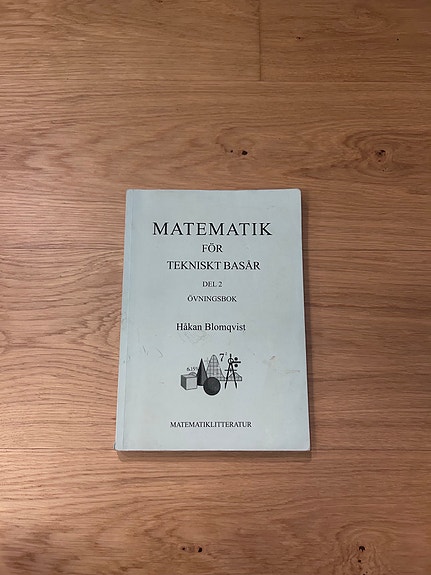 MATEMATIK
FÖR
TEKNISKT BASÅR
DEL 2
ÖVNINGSBOK
Håkan Blomqvist
MATEMATIKLITTERATUR